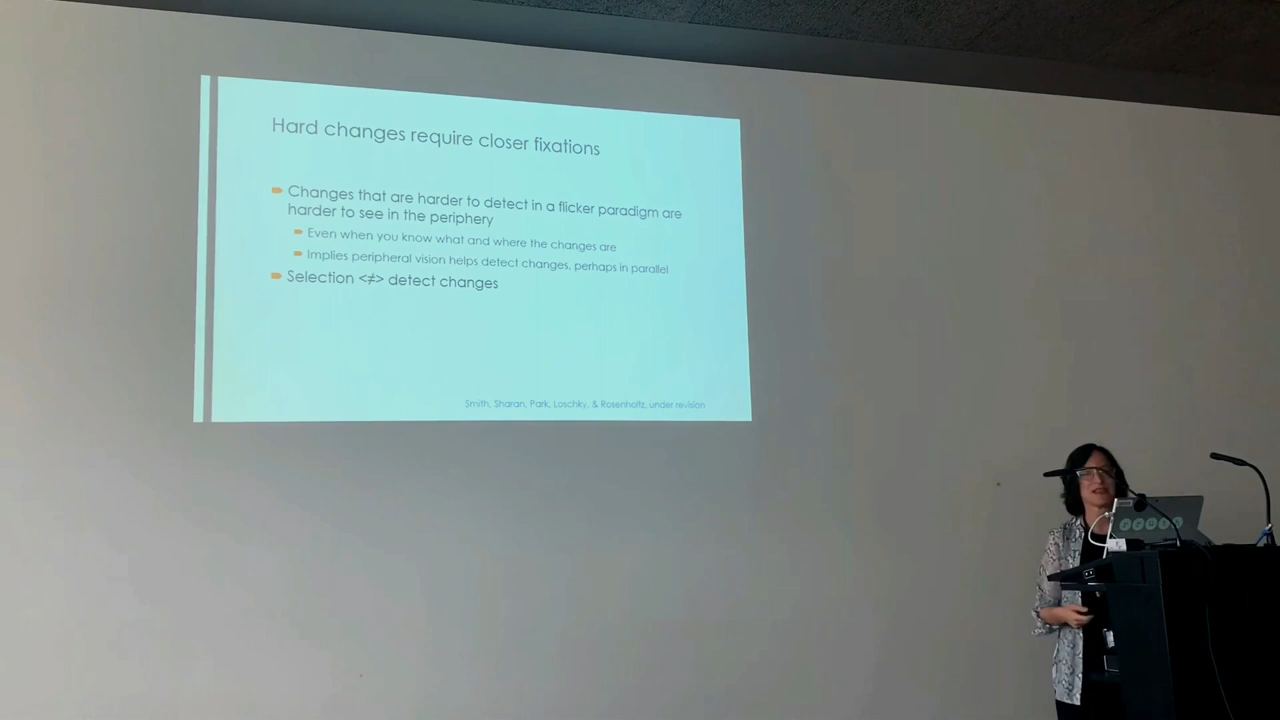 Hard changes require closer fixations
Changes that are harder to detect in a flicker paradigm are
harder to see in the periphery
Even when you know what and where the changes are
Implies peripheral vision helps detect changes, perhaps in parallel
Selection <≠> detect changes
Smith, Sharan, Park, Loschky, & Rosenholtz, under revision